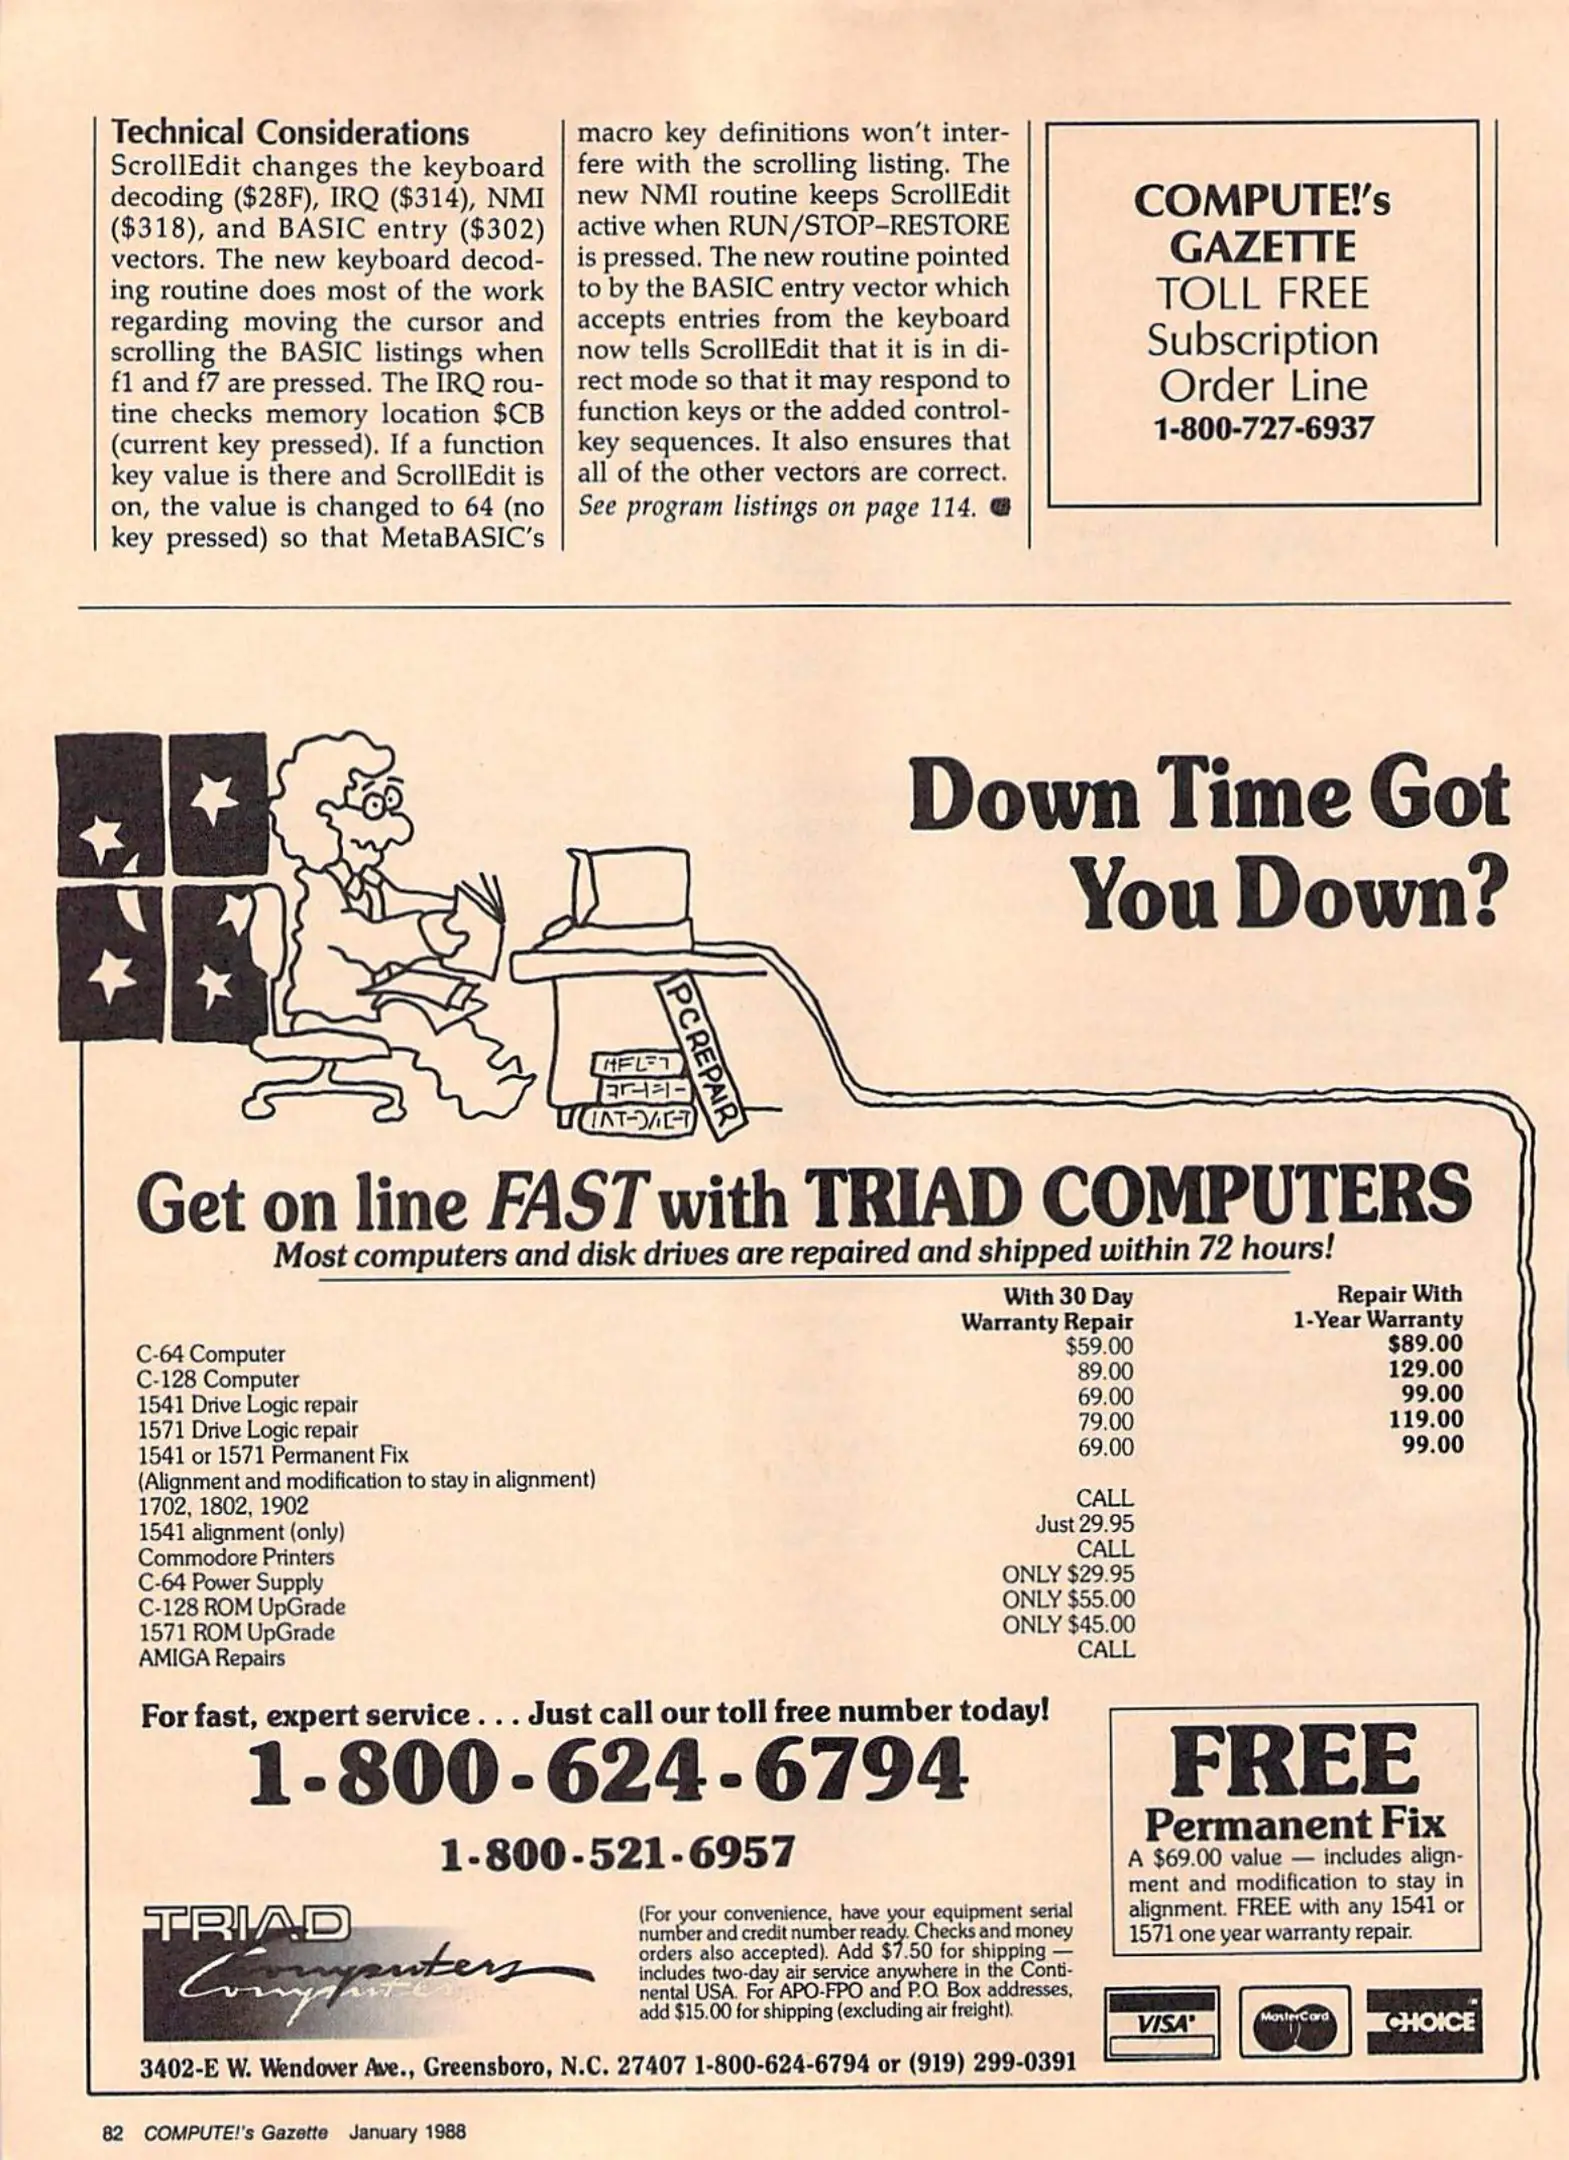 Technical Considerations
ScrollEdit changes the keyboard
decoding ($28F), IRQ ($314), NMI
($318), and BASIC entry ($302)
vectors. The new keyboard decod-
ing routine does most of the work
regarding moving the cursor and
scrolling the BASIC listings when
f1 and f7 are pressed. The IRQ rou-
tine checks memory location $CB
(current key pressed). If a function
key value is there and ScrollEdit is
on, the value is changed to 64 (no
key pressed) so that MetaBASIC's
macro key definitions won't inter-
fere with the scrolling listing. The
new NMI routine keeps ScrollEdit
active when RUN/STOP–RESTORE
is pressed. The new routine pointed
to by the BASIC entry vector which
accepts entries from the keyboard
now tells ScrollEdit that it is in di-
rect mode so that it may respond to
function keys or the added control-
key sequences. It also ensures that
all of the other vectors are correct.
See program listings on page 114.
COMPUTE!'s
GAZETTE
TOLL FREE
Subscription
Order Line
1-800-727-6937
Down Time Got
You Down?
PC REPAIR
Get on line FAST with TRIAD COMPUTERS
Most computers and disk drives are repaired and shipped within 72 hours!
With 30 Day Repair With
Warranty Repair 1-Year Warranty
C-64 Computer $59.00 $89.00
C-128 Computer 89.00 129.00
1541 Drive Logic repair 69.00 99.00
1571 Drive Logic repair 79.00 119.00
1541 or 1571 Permanent Fix 69.00 99.00
(Alignment and modification to stay in alignment)
1702, 1802, 1902 CALL
1541 alignment (only) Just 29.95
Commodore Printers CALL
C-64 Power Supply ONLY $29.95
C-128 ROM UpGrade ONLY $55.00
1571 ROM UpGrade ONLY $45.00
AMIGA Repairs CALL
For fast, expert service . . . Just call our toll free number today!
1-800-624-6794
1-800-521-6957
FREE
Permanent Fix
A $69.00 value — includes align-
ment and modification to stay in
alignment. FREE with any 1541 or
1571 one year warranty repair.
TRIAD
Computers
(For your convenience, have your equipment serial
number and credit number ready. Checks and money
orders also accepted). Add $7.50 for shipping —
includes two-day air service anywhere in the Conti-
nental USA. For APO-FPO and P.O. Box addresses,
add $15.00 for shipping (excluding air freight).
VISA
MasterCard
CHOICE
3402-E W. Wendover Ave., Greensboro, N.C. 27407 1-800-624-6794 or (919) 299-0391
82 COMPUTE!'s Gazette January 1988